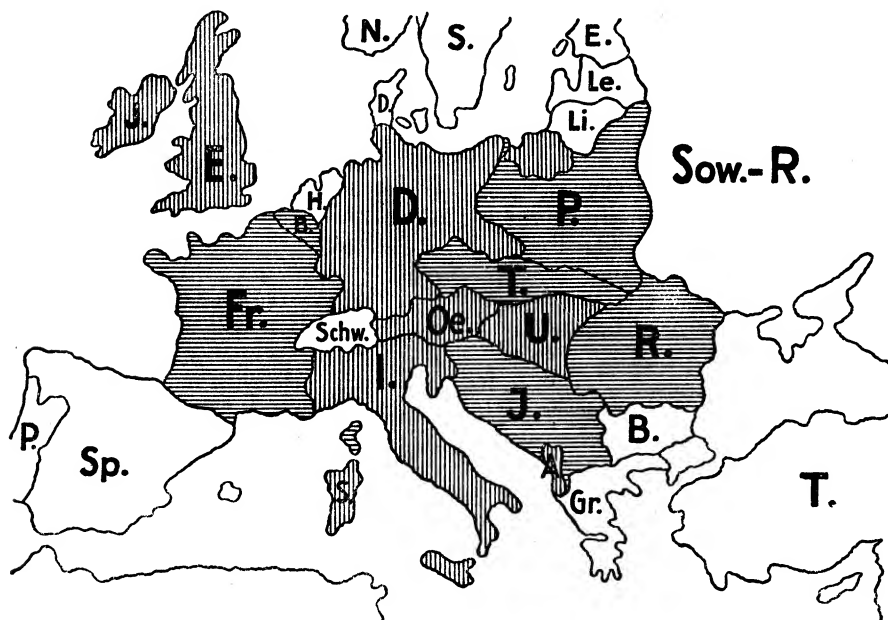 N.
S.
E.
Le.
D.
Li.
J.
E.
Sow.-R.
H.
D.
P.
B.
T.
Fr.
Schw.
Oe.
U.
R.
I.
J.
P.
Sp.
B.
A.
S.
Gr.
T.